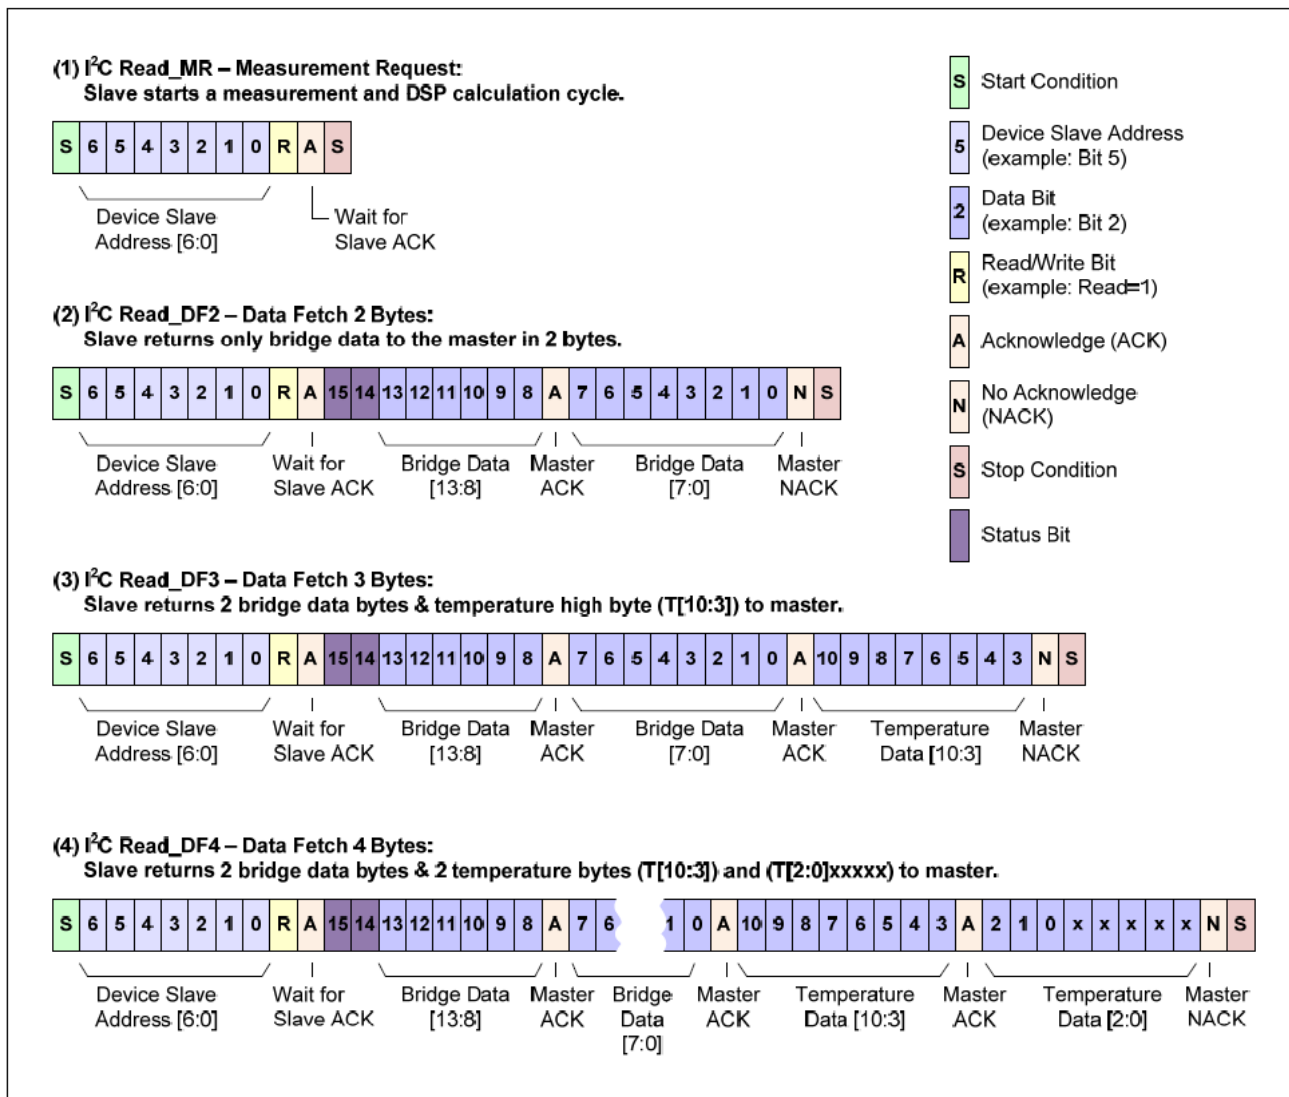 (1) I²C Read_MR – Measurement Request:
Slave starts a measurement and DSP calculation cycle.
S 6 5 4 3 2 1 0 R A S
Device Slave
Address [6:0]
Wait for
Slave ACK
(2) I²C Read_DF2 – Data Fetch 2 Bytes:
Slave returns only bridge data to the master in 2 bytes.
S 6 5 4 3 2 1 0 R A 15 14 13 12 11 10 9 8 A 7 6 5 4 3 2 1 0 N S
Device Slave
Address [6:0]
Wait for
Slave ACK
Bridge Data
[13:8]
Master
ACK
Bridge Data
[7:0]
Master
NACK
(3) I²C Read_DF3 – Data Fetch 3 Bytes:
Slave returns 2 bridge data bytes & temperature high byte (T[10:3]) to master.
S 6 5 4 3 2 1 0 R A 15 14 13 12 11 10 9 8 A 7 6 5 4 3 2 1 0 A 10 9 8 7 6 5 4 3 N S
Device Slave
Address [6:0]
Wait for
Slave ACK
Bridge Data
[13:8]
Master
ACK
Bridge Data
[7:0]
Master
ACK
Temperature
Data [10:3]
Master
NACK
(4) I²C Read_DF4 – Data Fetch 4 Bytes:
Slave returns 2 bridge data bytes & 2 temperature bytes (T[10:3]) and (T[2:0]xxxxx) to master.
S 6 5 4 3 2 1 0 R A 15 14 13 12 11 10 9 8 A 7 6 1 0 A 10 9 8 7 6 5 4 3 A 2 1 0 x x x x x N S
Device Slave
Address [6:0]
Wait for
Slave ACK
Bridge Data
[13:8]
Master
ACK
Bridge
Data
[7:0]
Master
ACK
Temperature
Data [10:3]
Master
ACK
Temperature
Data [2:0]
Master
NACK
S Start Condition
5 Device Slave Address
(example: Bit 5)
2 Data Bit
(example: Bit 2)
R Read/Write Bit
(example: Read=1)
A Acknowledge (ACK)
N No Acknowledge
(NACK)
S Stop Condition
Status Bit